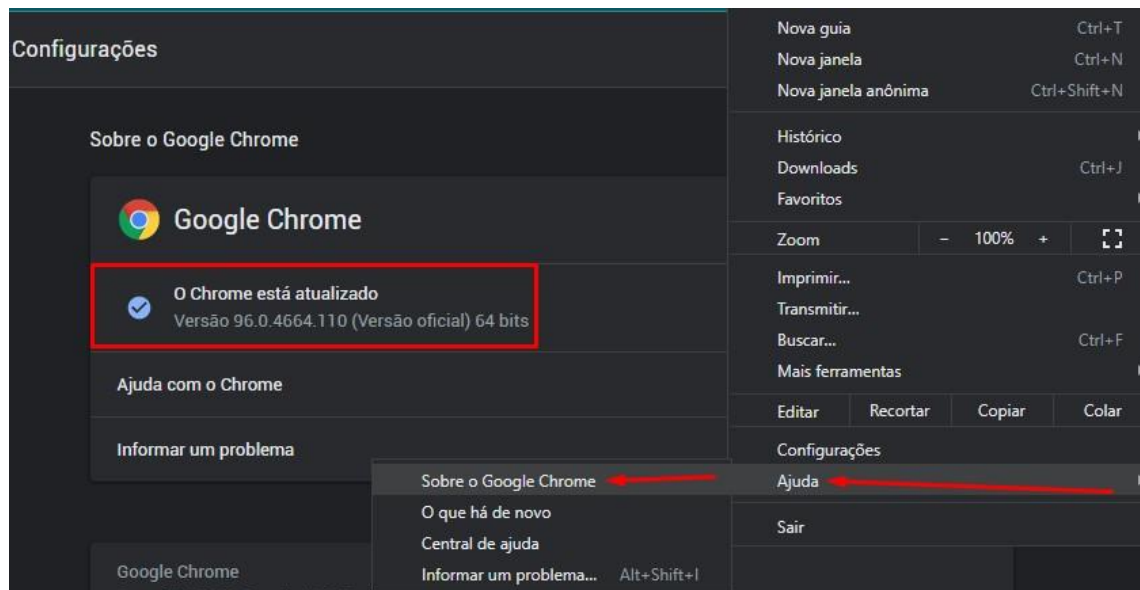 Configurações
Sobre o Google Chrome
Google Chrome
O Chrome está atualizado
Versão 96.0.4664.110 (Versão oficial) 64 bits
Ajuda com o Chrome
Informar um problema
Google Chrome
Nova guia Ctrl+T
Nova janela Ctrl+N
Nova janela anônima Ctrl+Shift+N
Histórico
Downloads Ctrl+J
Favoritos
Zoom - 100% +
Imprimir... Ctrl+P
Transmitir...
Buscar... Ctrl+F
Mais ferramentas
Editar Recortar Copiar Colar
Configurações
Ajuda
Sair
Sobre o Google Chrome
O que há de novo
Central de ajuda
Informar um problema... Alt+Shift+I